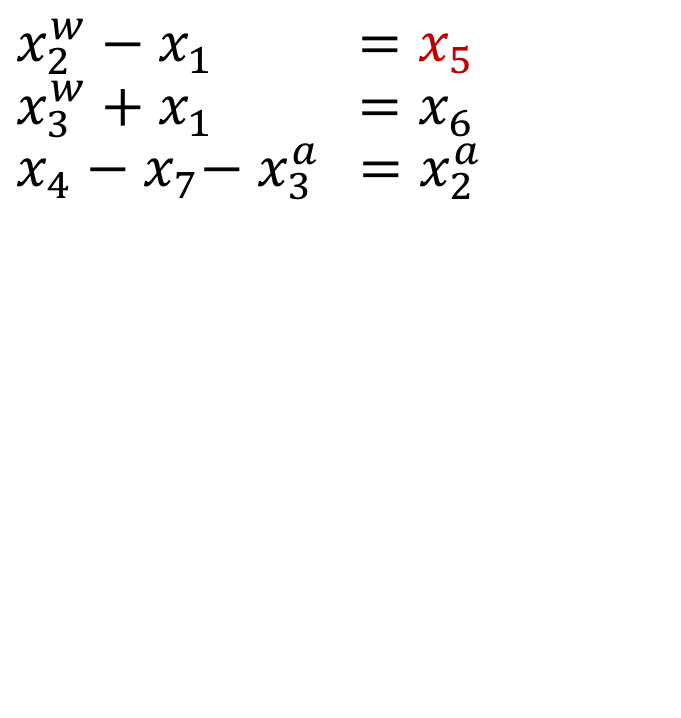 $x_2^w - x_1 = x_5$
$x_3^w + x_1 = x_6$
$x_4 - x_7 - x_3^a = x_2^a$